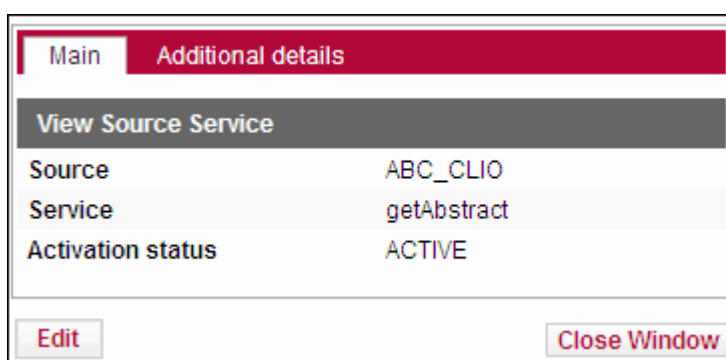 Main Additional details
View Source Service
Source ABC_CLIO
Service getAbstract
Activation status ACTIVE
Edit Close Window